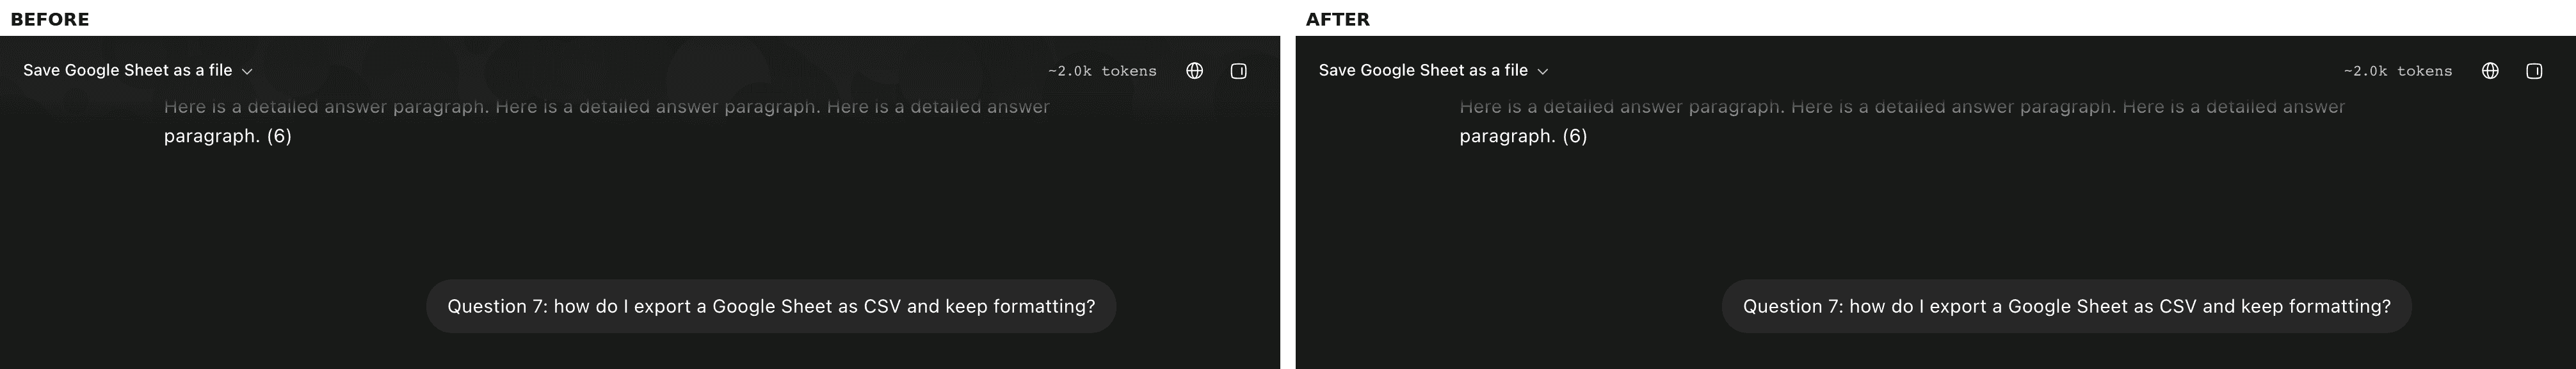 BEFORE
Save Google Sheet as a file
~2.0k tokens
Here is a detailed answer paragraph. Here is a detailed answer paragraph. Here is a detailed answer
paragraph. (6)
Question 7: how do I export a Google Sheet as CSV and keep formatting?
AFTER
Save Google Sheet as a file
~2.0k tokens
Here is a detailed answer paragraph. Here is a detailed answer paragraph. Here is a detailed answer
paragraph. (6)
Question 7: how do I export a Google Sheet as CSV and keep formatting?